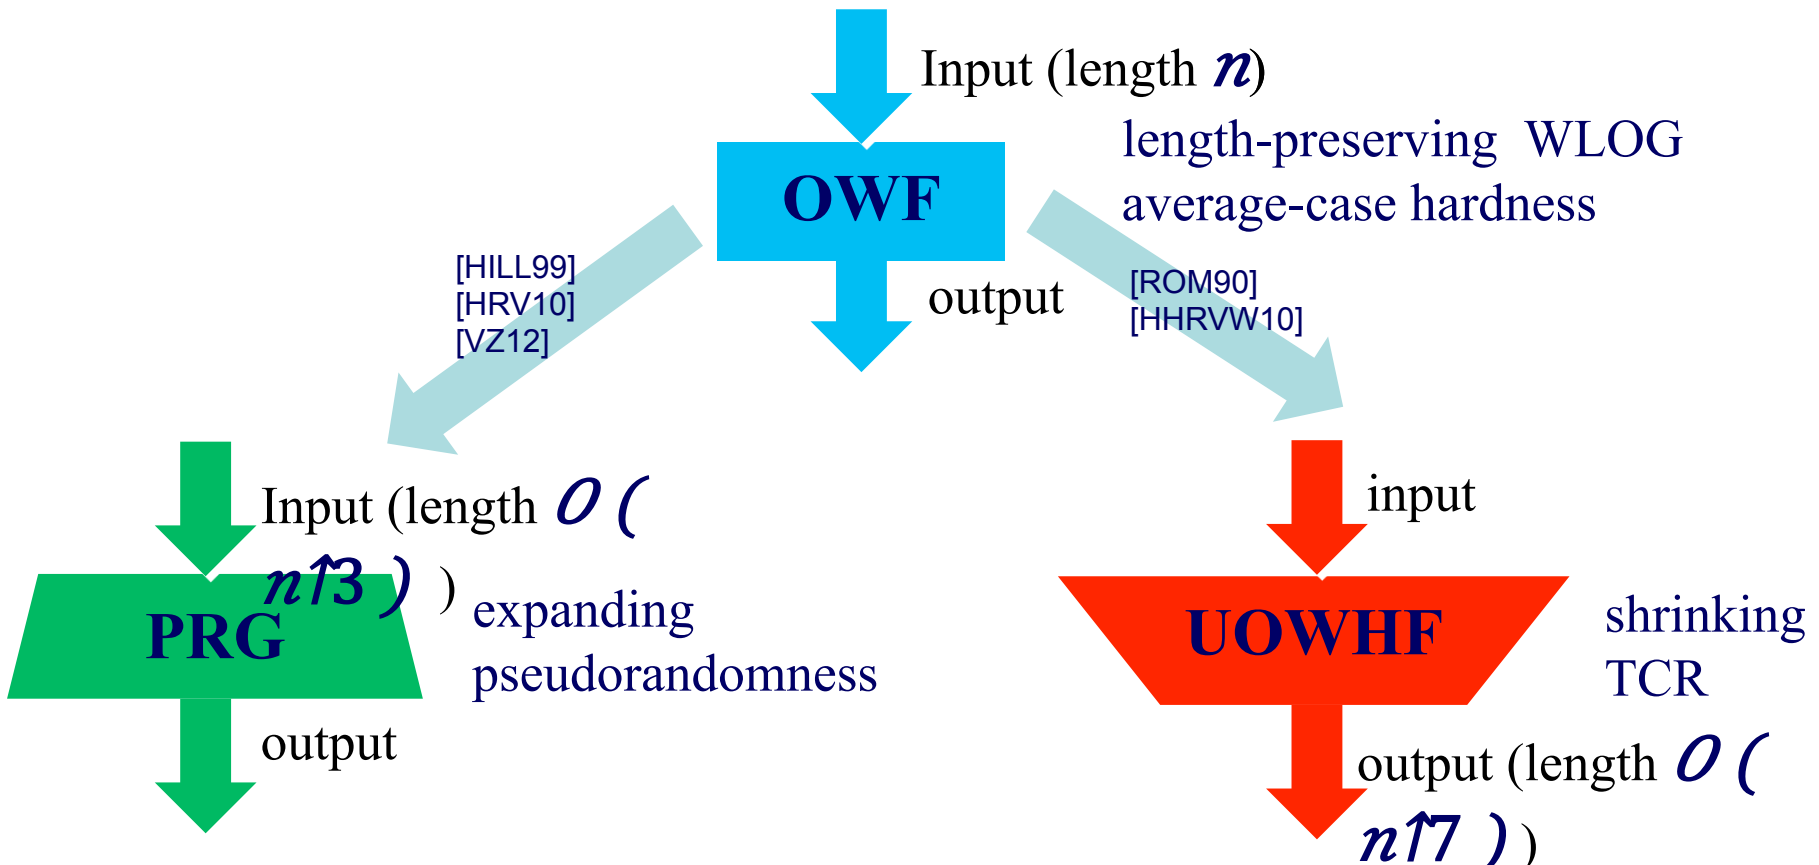 Input (length n)
length-preserving WLOG
average-case hardness
OWF
output
[HILL99]
[HRV10]
[VZ12]
[ROM90]
[HHRVW10]
Input (length O(
n↑3 ) )
PRG
expanding
pseudorandomness
output
input
UOWHF
shrinking
TCR
output (length O(
n↑7 ) )